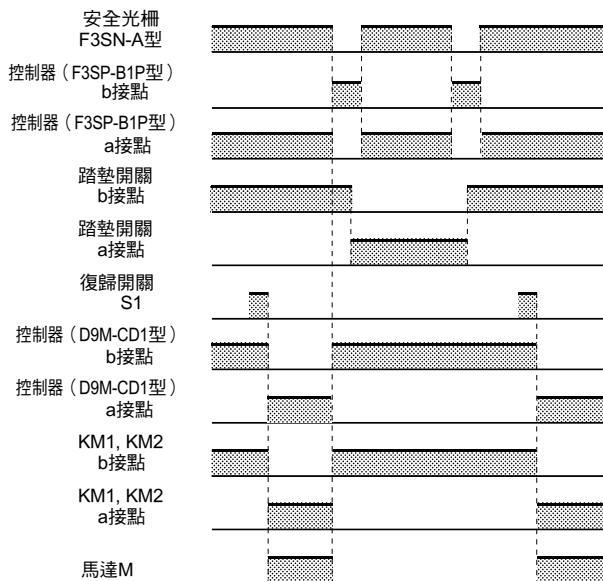 安全光柵
F3SN-A型
控制器（F3SP-B1P型）
b接點
控制器（F3SP-B1P型）
a接點
踏墊開關
b接點
踏墊開關
a接點
復歸開關
S1
控制器（D9M-CD1型）
b接點
控制器（D9M-CD1型）
a接點
KM1, KM2
b接點
KM1, KM2
a接點
馬達M